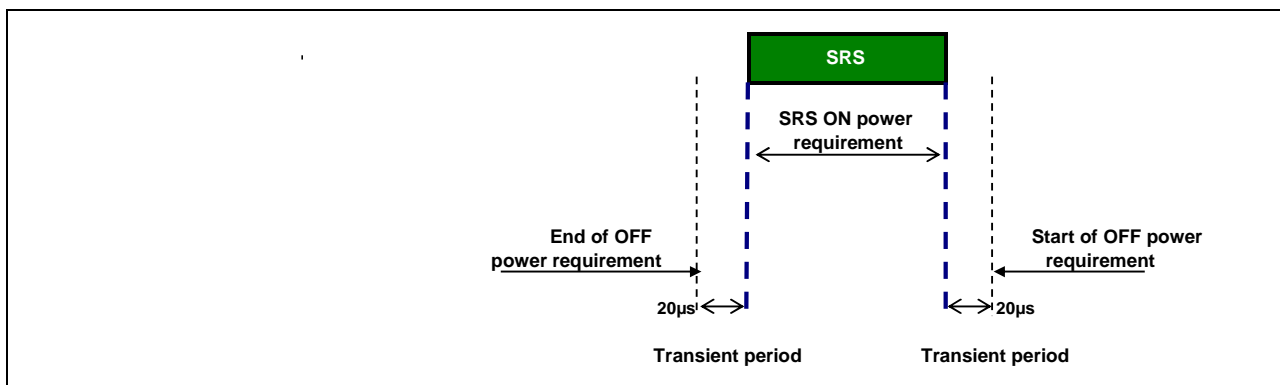 SRS
SRS ON power
requirement
End of OFF
power requirement
Start of OFF power
requirement
20µs
20µs
Transient period
Transient period